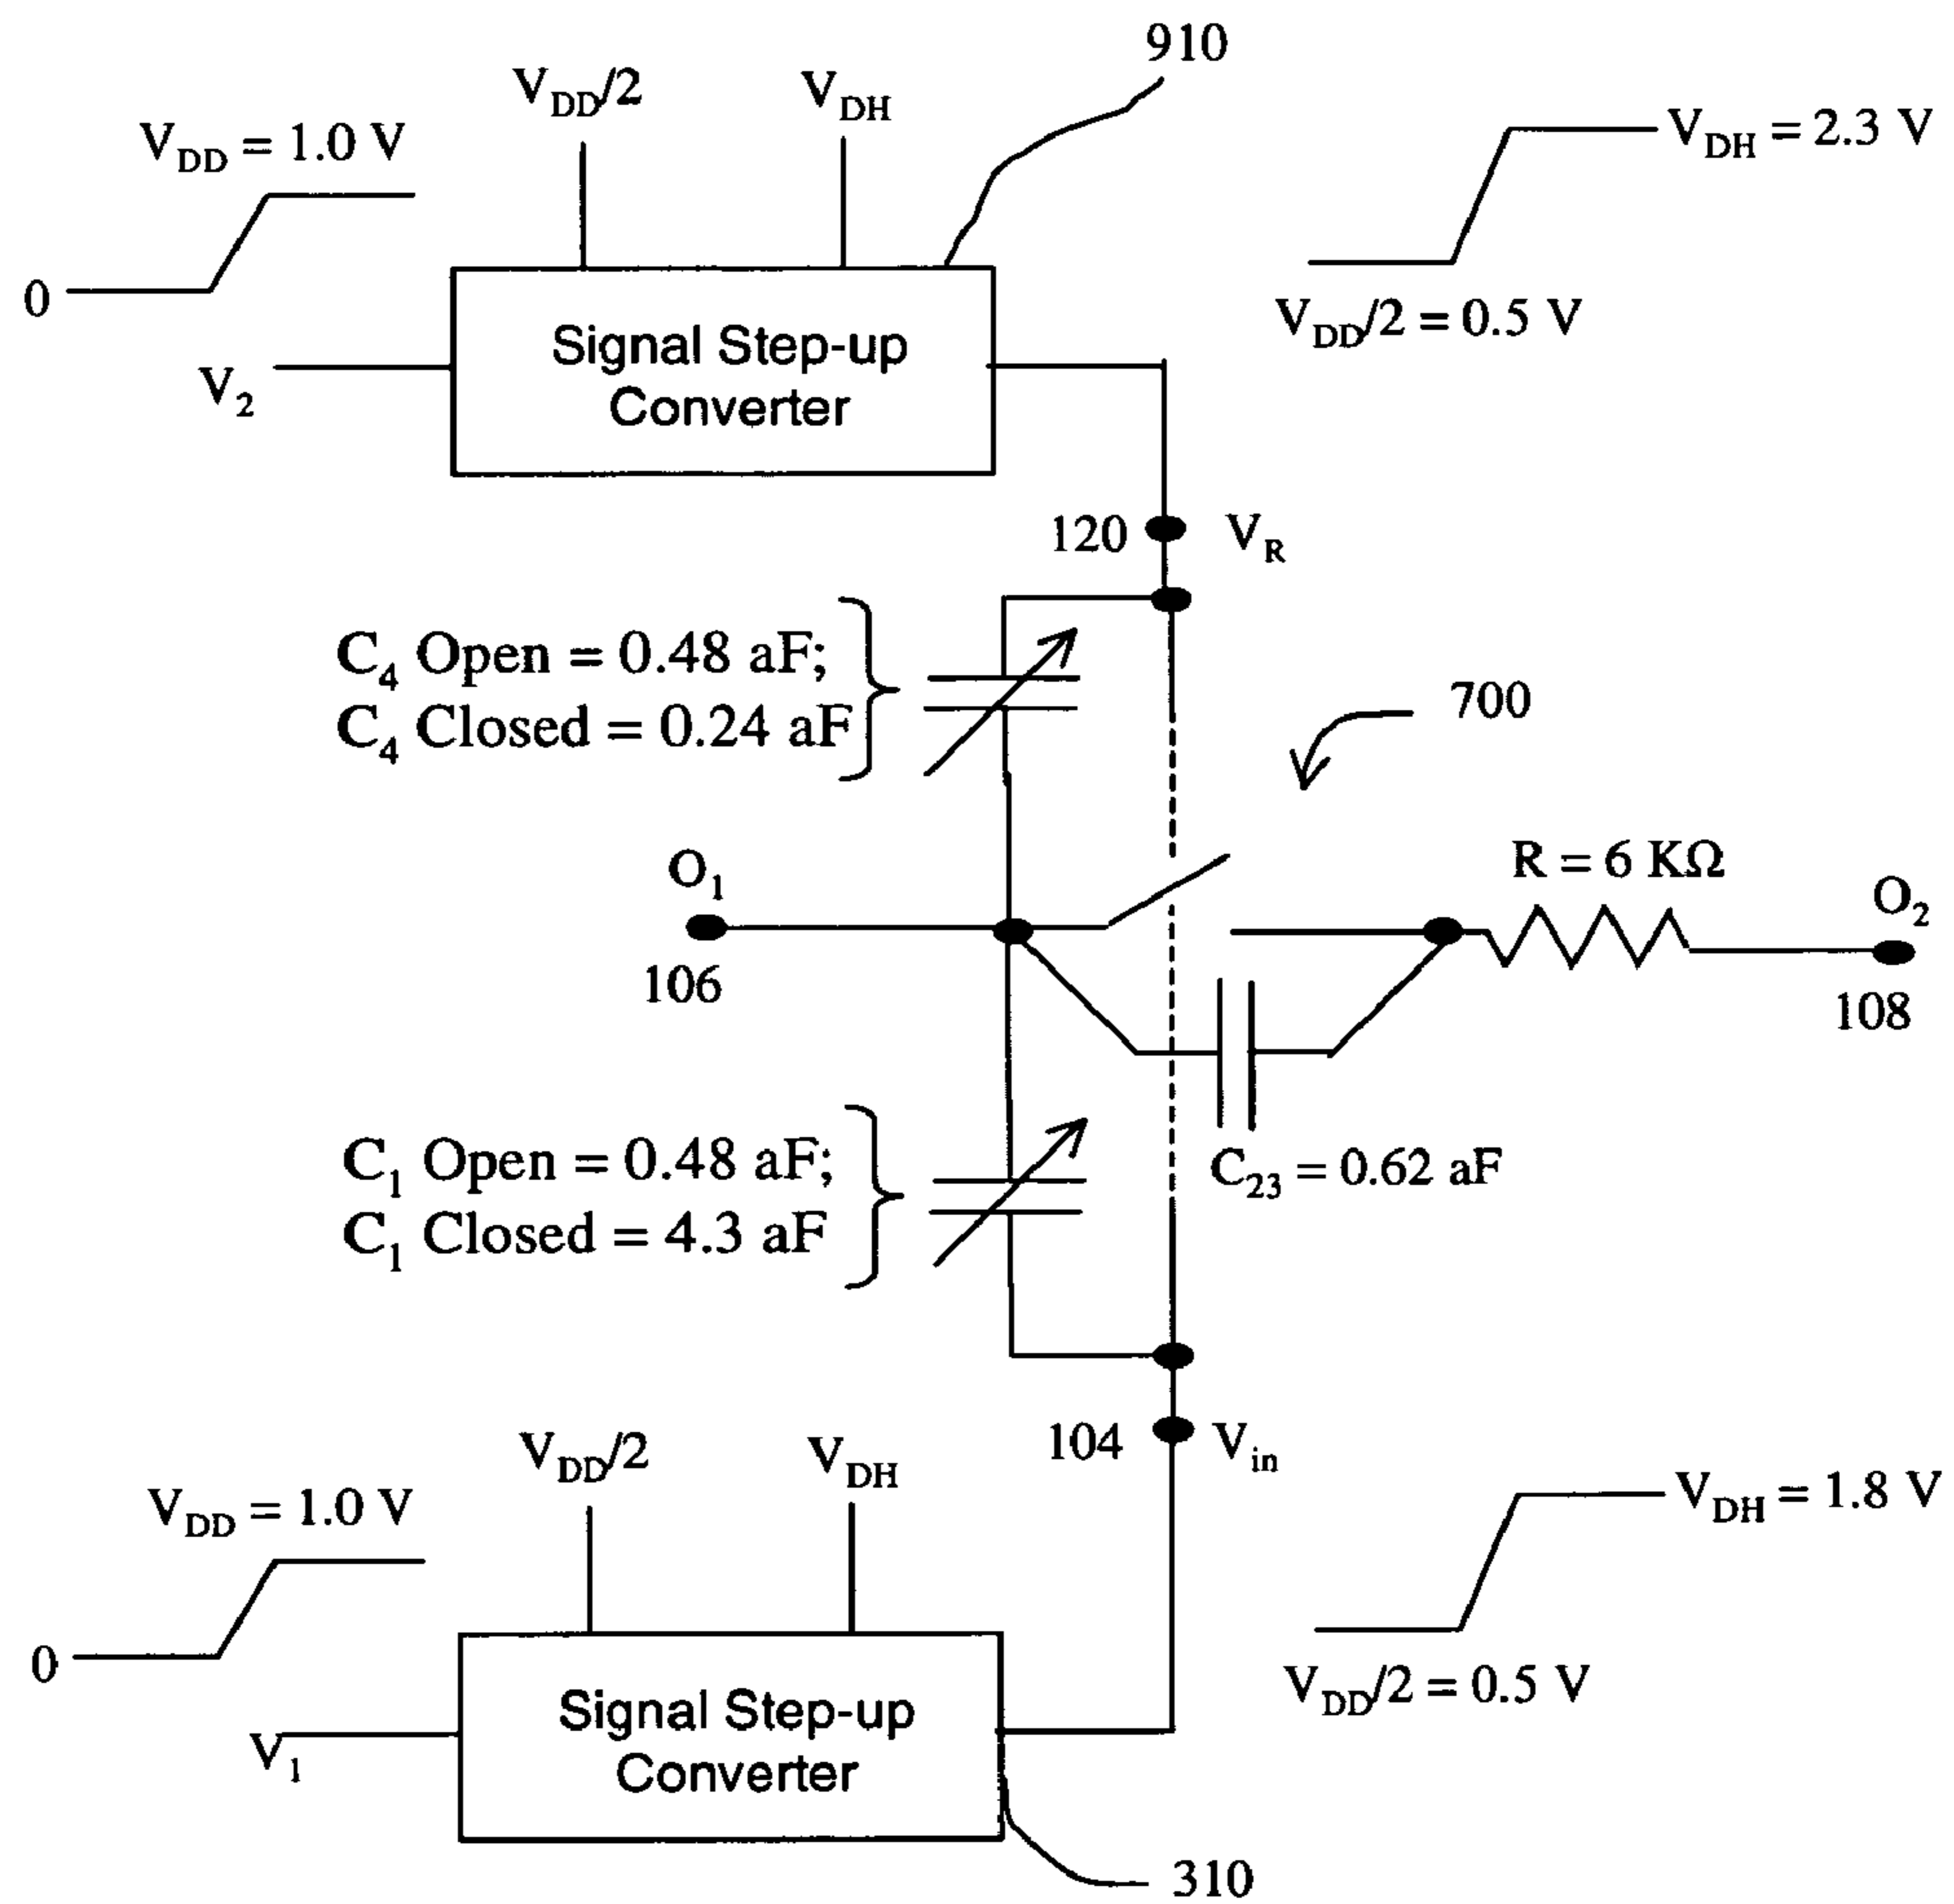 910
V_DD/2
V_DH
V_DD = 1.0 V
V_DH = 2.3 V
0
Signal Step-up
Converter
V_DD/2 = 0.5 V
V_2
120
V_R
C_4 Open = 0.48 aF;
C_4 Closed = 0.24 aF
700
R = 6 KΩ
O_1
O_2
106
108
C_1 Open = 0.48 aF;
C_1 Closed = 4.3 aF
C_23 = 0.62 aF
104
V_in
V_DD/2
V_DH
V_DD = 1.0 V
V_DH = 1.8 V
0
Signal Step-up
Converter
V_DD/2 = 0.5 V
V_1
310